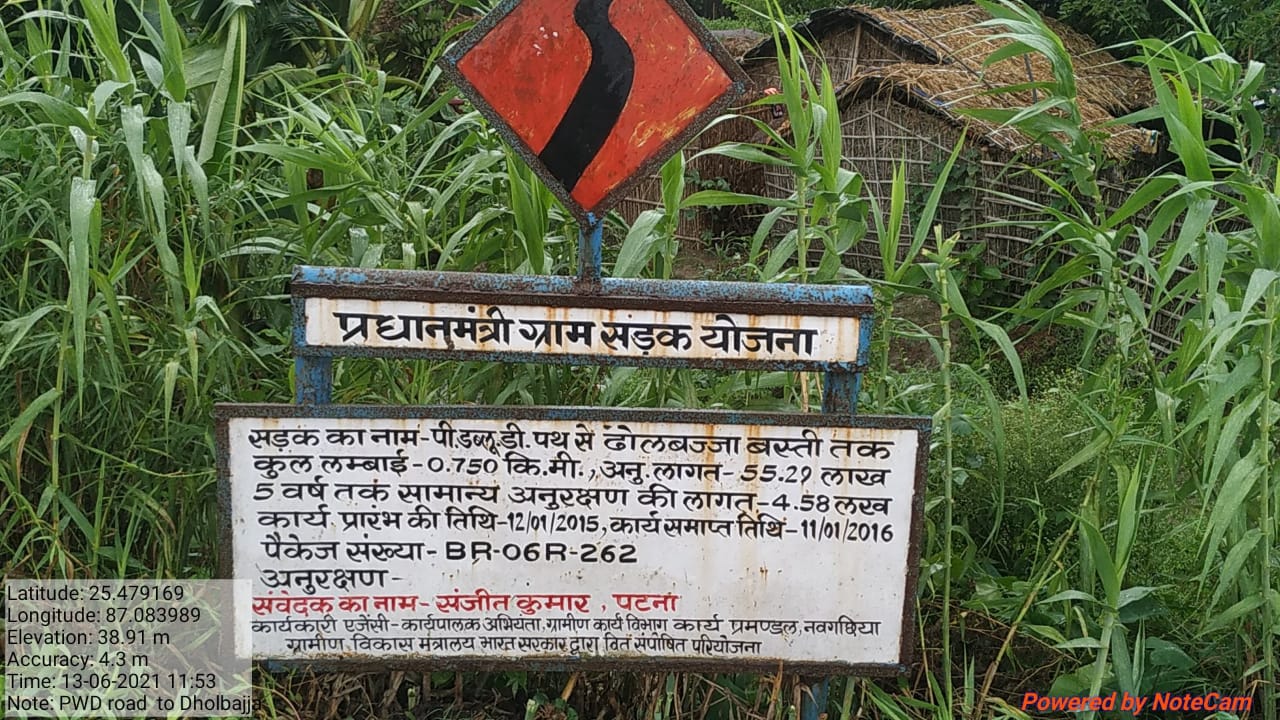 प्रधानमंत्री ग्राम सड़क योजना
सड़क का नाम-पी.डब्लू.डी. पथ से ढोलबज्जा बस्ती तक
कुल लम्बाई-0.750 कि.मी., अनु. लागत-55.29 लाख
5 वर्ष तक सामान्य अनुरक्षण की लागत-4.58 लख
कार्य प्रारंभ की तिथि-12/01/2015, कार्य समाप्त तिथि-11/01/2016
पैकेज संख्या- BR-06R-262
अनुरक्षण-
संवेदक का नाम- संजीत कुमार, पटना
कार्यकारी एजेंसी-कार्यपालक अभियंता, ग्रामीण कार्य विभाग कार्य प्रमण्डल, नवगछिया
ग्रामीण विकास मंत्रालय भारत सरकार द्वारा वित संपोषित परियोजना
Latitude: 25.479169
Longitude: 87.083989
Elevation: 38.91 m
Accuracy: 4.3 m
Time: 13-06-2021 11:53
Note: PWD road to Dholbajja
Powered by NoteCam